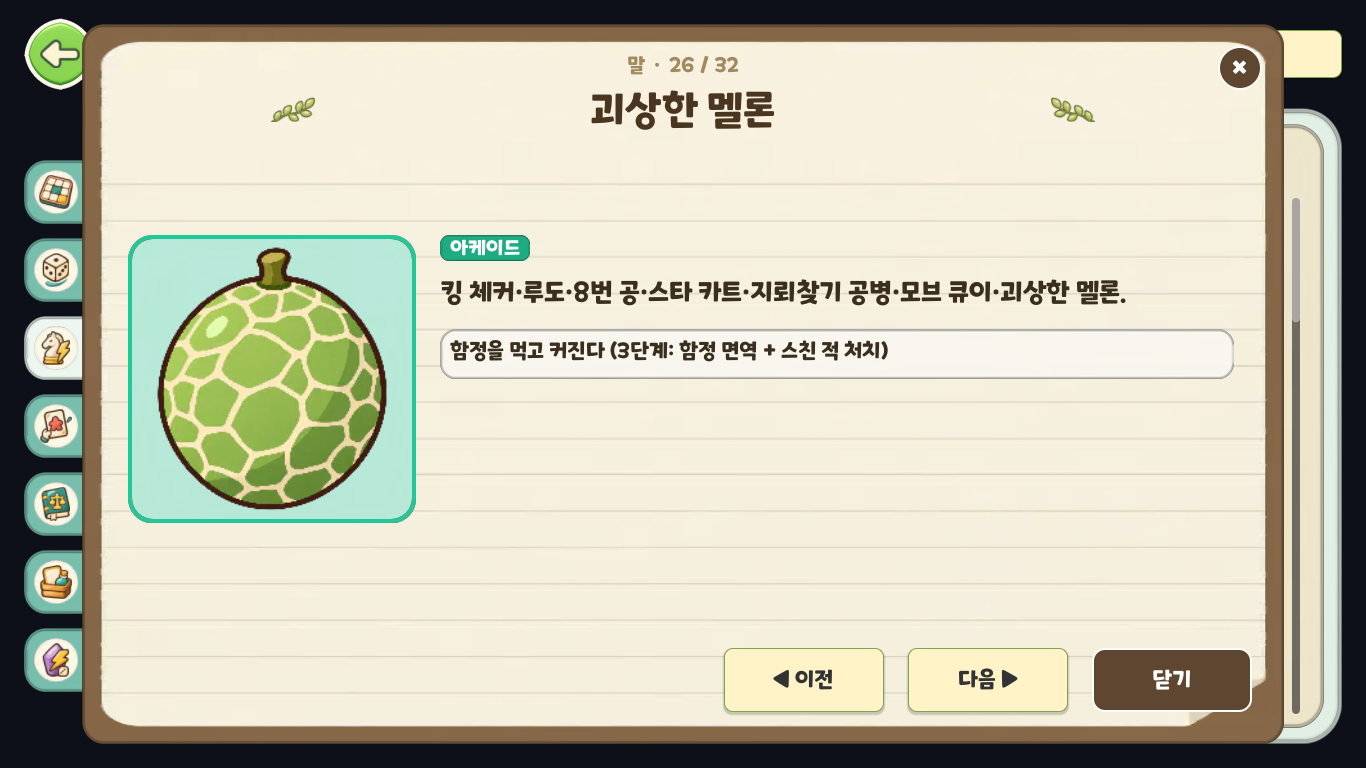 말 · 26 / 32
괴상한 멜론
아케이드
킹 체커·루도·8번 공·스타 카트·지뢰찾기 공병·모브 큐이·괴상한 멜론.
함정을 먹고 커진다 (3단계: 함정 면역 + 스친 적 처치)
◀ 이전
다음 ▶
닫기